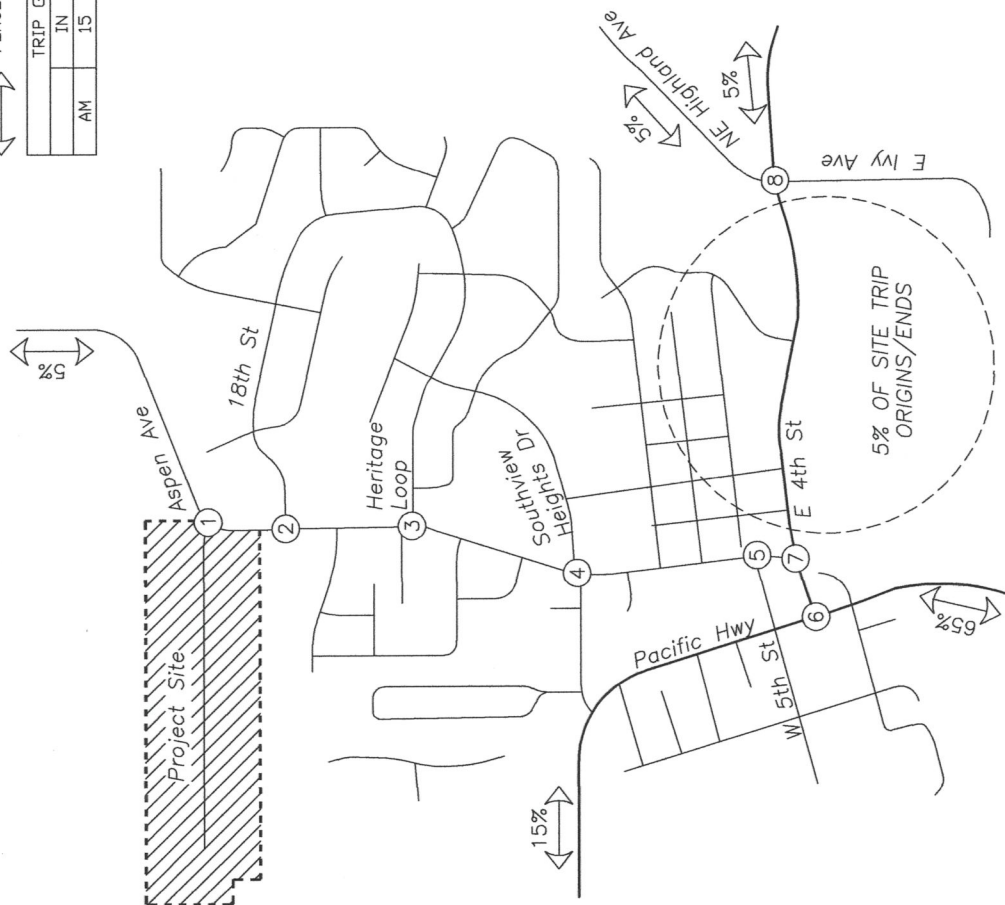 TRIP G
IN
AM 15
5%
Aspen Ave
NE Highland Ave
5%
5%
1
Project Site
18th St
2
Heritage
Loop
3
8
E Ivy Ave
Southview
Heights Dr
4
5% OF SITE TRIP
ORIGINS/ENDS
E 4th St
5
7
6
Pacific Hwy
W 5th St
15%
65%